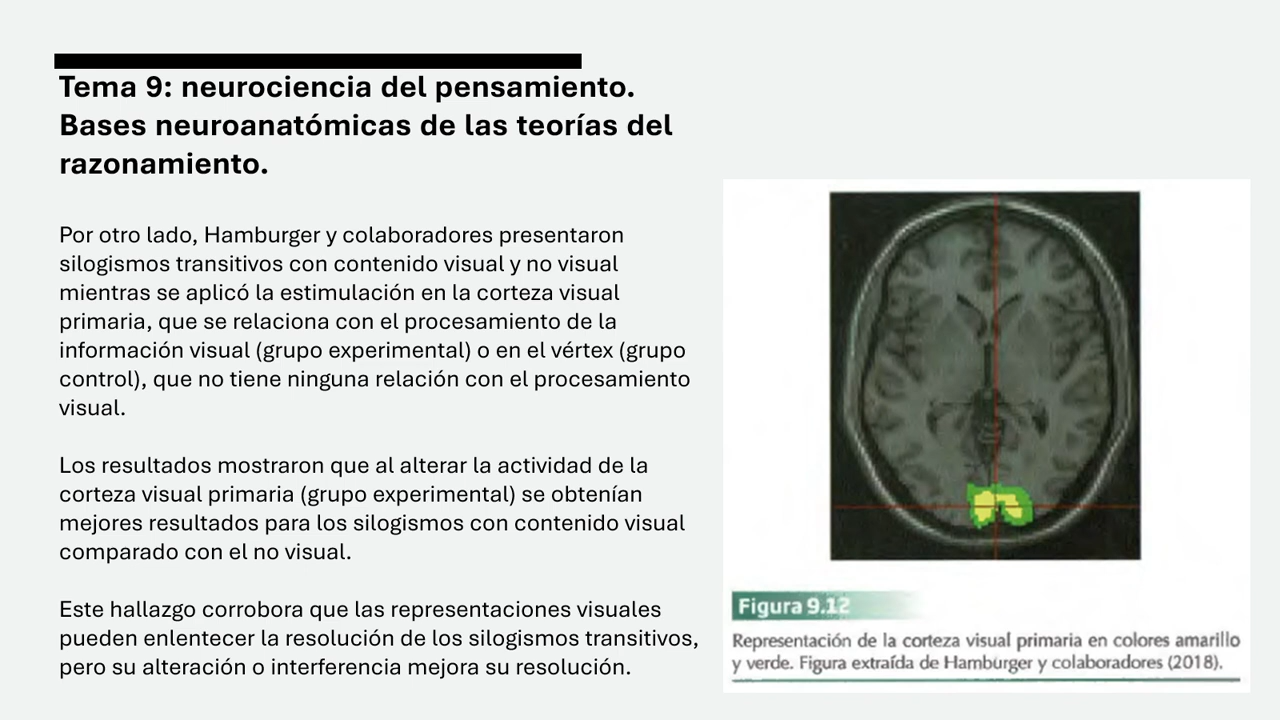 Tema 9: neurociencia del pensamiento.
Bases neuroanatómicas de las teorías del
razonamiento.
Por otro lado, Hamburger y colaboradores presentaron
silogismos transitivos con contenido visual y no visual
mientras se aplicó la estimulación en la corteza visual
primaria, que se relaciona con el procesamiento de la
información visual (grupo experimental) o en el vértex (grupo
control), que no tiene ninguna relación con el procesamiento
visual.
Los resultados mostraron que al alterar la actividad de la
corteza visual primaria (grupo experimental) se obtenían
mejores resultados para los silogismos con contenido visual
comparado con el no visual.
Este hallazgo corrobora que las representaciones visuales
pueden enlentecer la resolución de los silogismos transitivos,
pero su alteración o interferencia mejora su resolución.
Figura 9.12
Representación de la corteza visual primaria en colores amarillo
y verde. Figura extraída de Hamburger y colaboradores (2018).